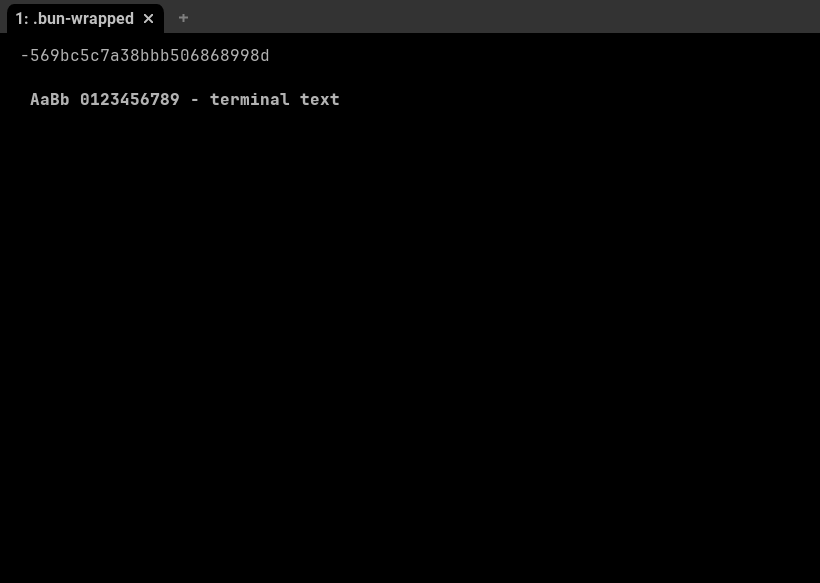 1: .bun-wrapped × +
-569bc5c7a38bbb506868998d
AaBb 0123456789 - terminal text